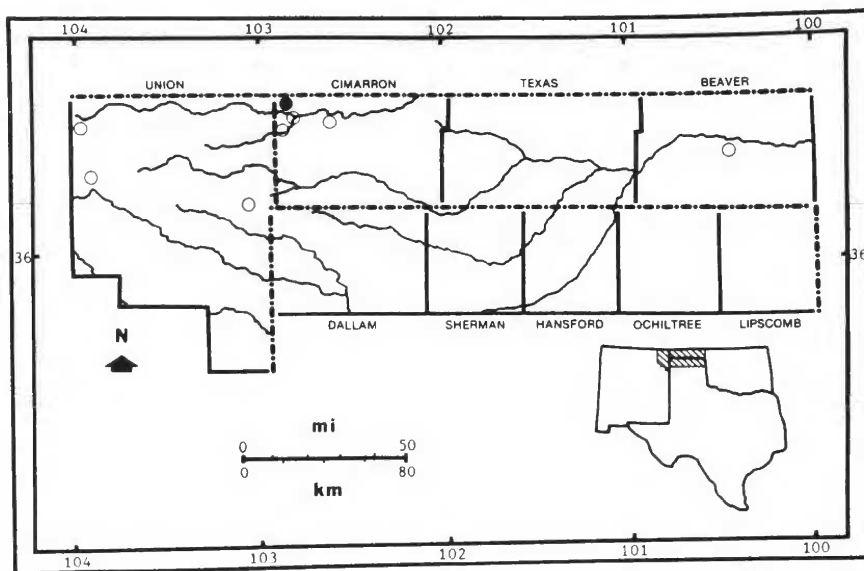 104 103 102 101 100
UNION CIMARRON TEXAS BEAVER
36 36
DALLAM SHERMAN HANSFORD OCHILTREE LIPSCOMB
N
mi
0 50
0 80
km
104 103 102 101 100